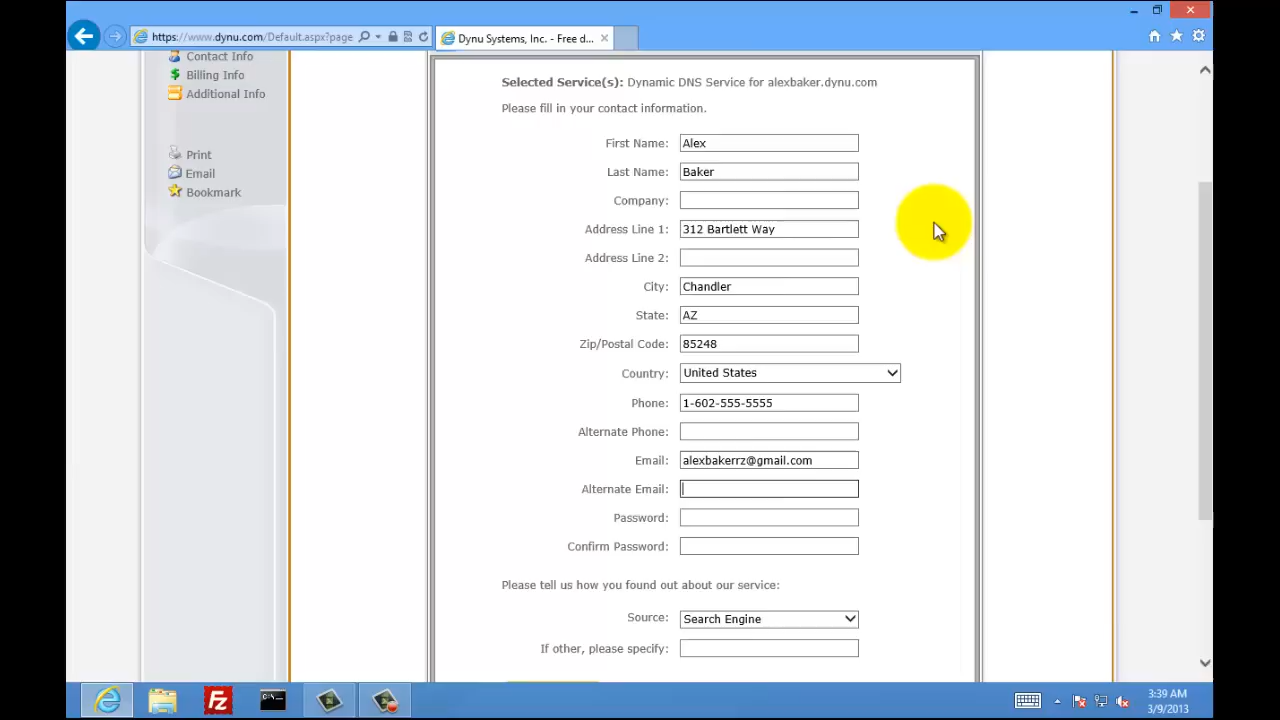 https://www.dynu.com/Default.aspx?page
Dynu Systems, Inc. - Free d...
Contact Info
$ Billing Info
Additional Info
Print
Email
Bookmark
Selected Service(s): Dynamic DNS Service for alexbaker.dynu.com
Please fill in your contact information.
First Name: Alex
Last Name: Baker
Company:
Address Line 1: 312 Bartlett Way
Address Line 2:
City: Chandler
State: AZ
Zip/Postal Code: 85248
Country: United States
Phone: 1-602-555-5555
Alternate Phone:
Email: alexbakerrz@gmail.com
Alternate Email:
Password:
Confirm Password:
Please tell us how you found out about our service:
Source: Search Engine
If other, please specify:
Fz
3:39 AM
3/9/2013